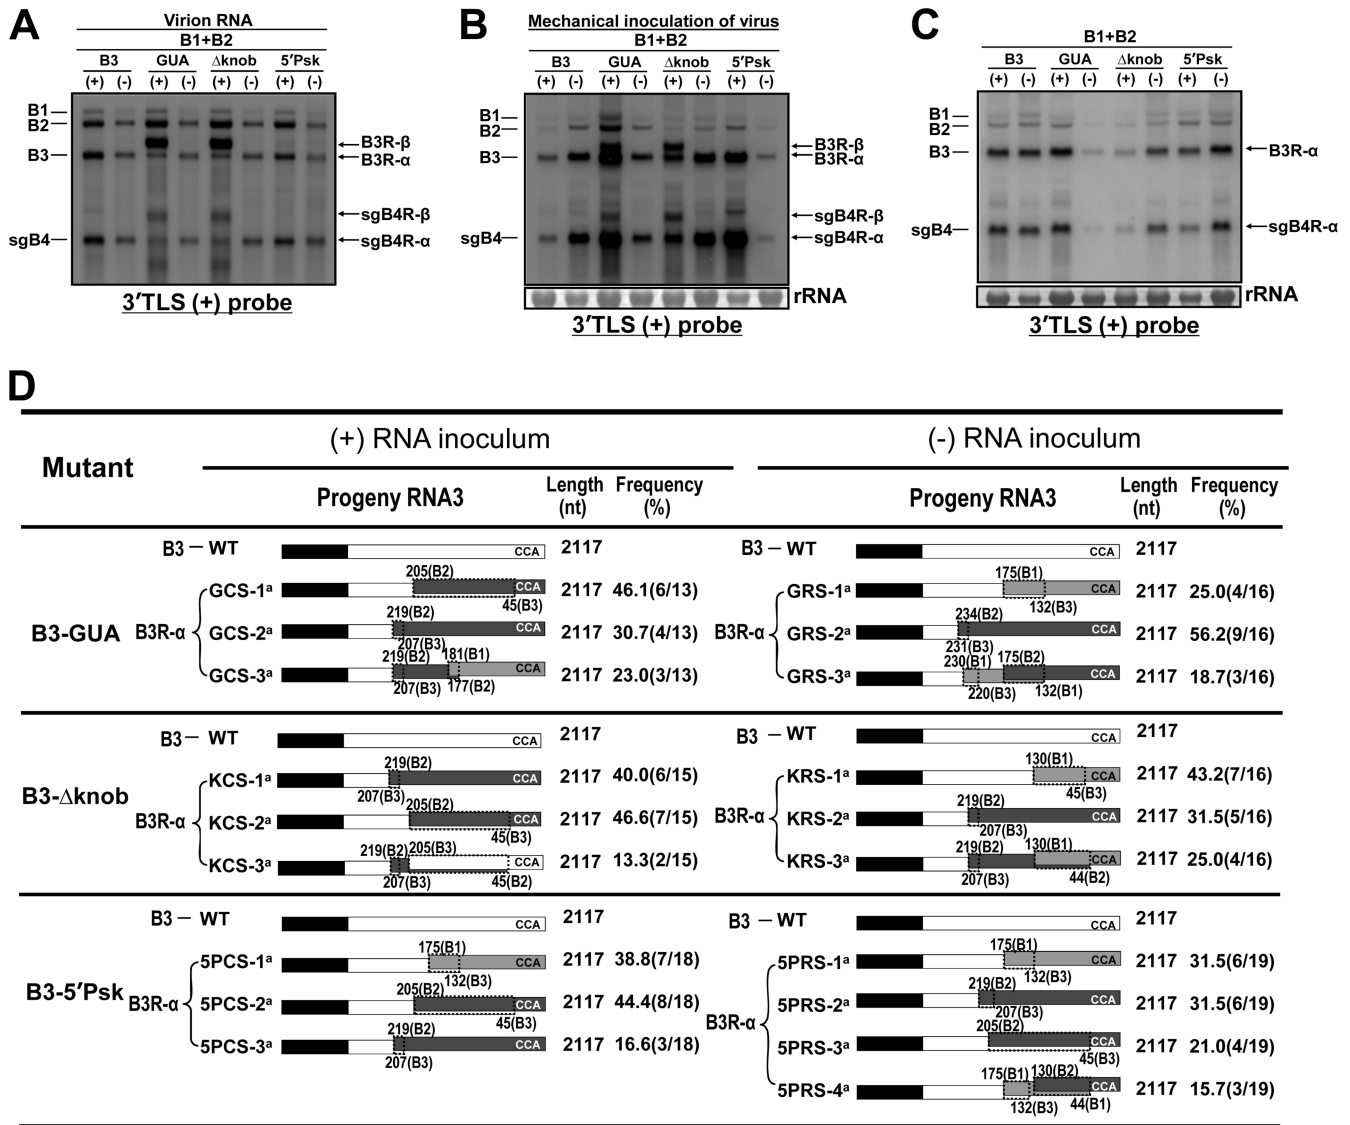 A
Virion RNA
B1+B2
B3 GUA Δknob 5′Psk
(+) (-) (+) (-) (+) (-) (+) (-)
B1
B2
B3
sgB4
B3R-β
B3R-α
sgB4R-β
sgB4R-α
3′TLS (+) probe
B
Mechanical inoculation of virus
B1+B2
B3 GUA Δknob 5′Psk
(+) (-) (+) (-) (+) (-) (+) (-)
B1
B2
B3
sgB4
B3R-β
B3R-α
sgB4R-β
sgB4R-α
rRNA
3′TLS (+) probe
C
B1+B2
B3 GUA Δknob 5′Psk
(+) (-) (+) (-) (+) (-) (+) (-)
B1
B2
B3
sgB4
B3R-α
sgB4R-α
rRNA
3′TLS (+) probe
D
Mutant
(+) RNA inoculum
Progeny RNA3 Length (nt) Frequency (%)
(-) RNA inoculum
Progeny RNA3 Length (nt) Frequency (%)
B3-GUA
B3 – WT CCA 2117
B3R-α
205(B2)
GCS-1ᵃ CCA 2117 46.1(6/13)
45(B3)
219(B2)
GCS-2ᵃ CCA 2117 30.7(4/13)
207(B3)
219(B2) 181(B1)
GCS-3ᵃ CCA 2117 23.0(3/13)
207(B3) 177(B2)
B3 – WT CCA 2117
B3R-α
175(B1)
GRS-1ᵃ CCA 2117 25.0(4/16)
132(B3)
234(B2)
GRS-2ᵃ CCA 2117 56.2(9/16)
231(B3)
230(B1) 175(B2)
GRS-3ᵃ CCA 2117 18.7(3/16)
220(B3) 132(B1)
B3-Δknob
B3 – WT CCA 2117
B3R-α
219(B2)
KCS-1ᵃ CCA 2117 40.0(6/15)
207(B3)
205(B2)
KCS-2ᵃ CCA 2117 46.6(7/15)
45(B3)
219(B2) 205(B3)
KCS-3ᵃ CCA 2117 13.3(2/15)
207(B3) 45(B2)
B3 – WT CCA 2117
B3R-α
130(B1)
KRS-1ᵃ CCA 2117 43.2(7/16)
45(B3)
219(B2)
KRS-2ᵃ CCA 2117 31.5(5/16)
207(B3)
219(B2) 130(B1)
KRS-3ᵃ CCA 2117 25.0(4/16)
207(B3) 44(B2)
B3-5′Psk
B3 – WT CCA 2117
B3R-α
175(B1)
5PCS-1ᵃ CCA 2117 38.8(7/18)
132(B3)
205(B2)
5PCS-2ᵃ CCA 2117 44.4(8/18)
45(B3)
219(B2)
5PCS-3ᵃ CCA 2117 16.6(3/18)
207(B3)
B3 – WT CCA 2117
B3R-α
175(B1)
5PRS-1ᵃ CCA 2117 31.5(6/19)
132(B3)
219(B2)
5PRS-2ᵃ CCA 2117 31.5(6/19)
207(B3)
205(B2)
5PRS-3ᵃ CCA 2117 21.0(4/19)
45(B3)
175(B1) 130(B2)
5PRS-4ᵃ CCA 2117 15.7(3/19)
132(B3) 44(B1)